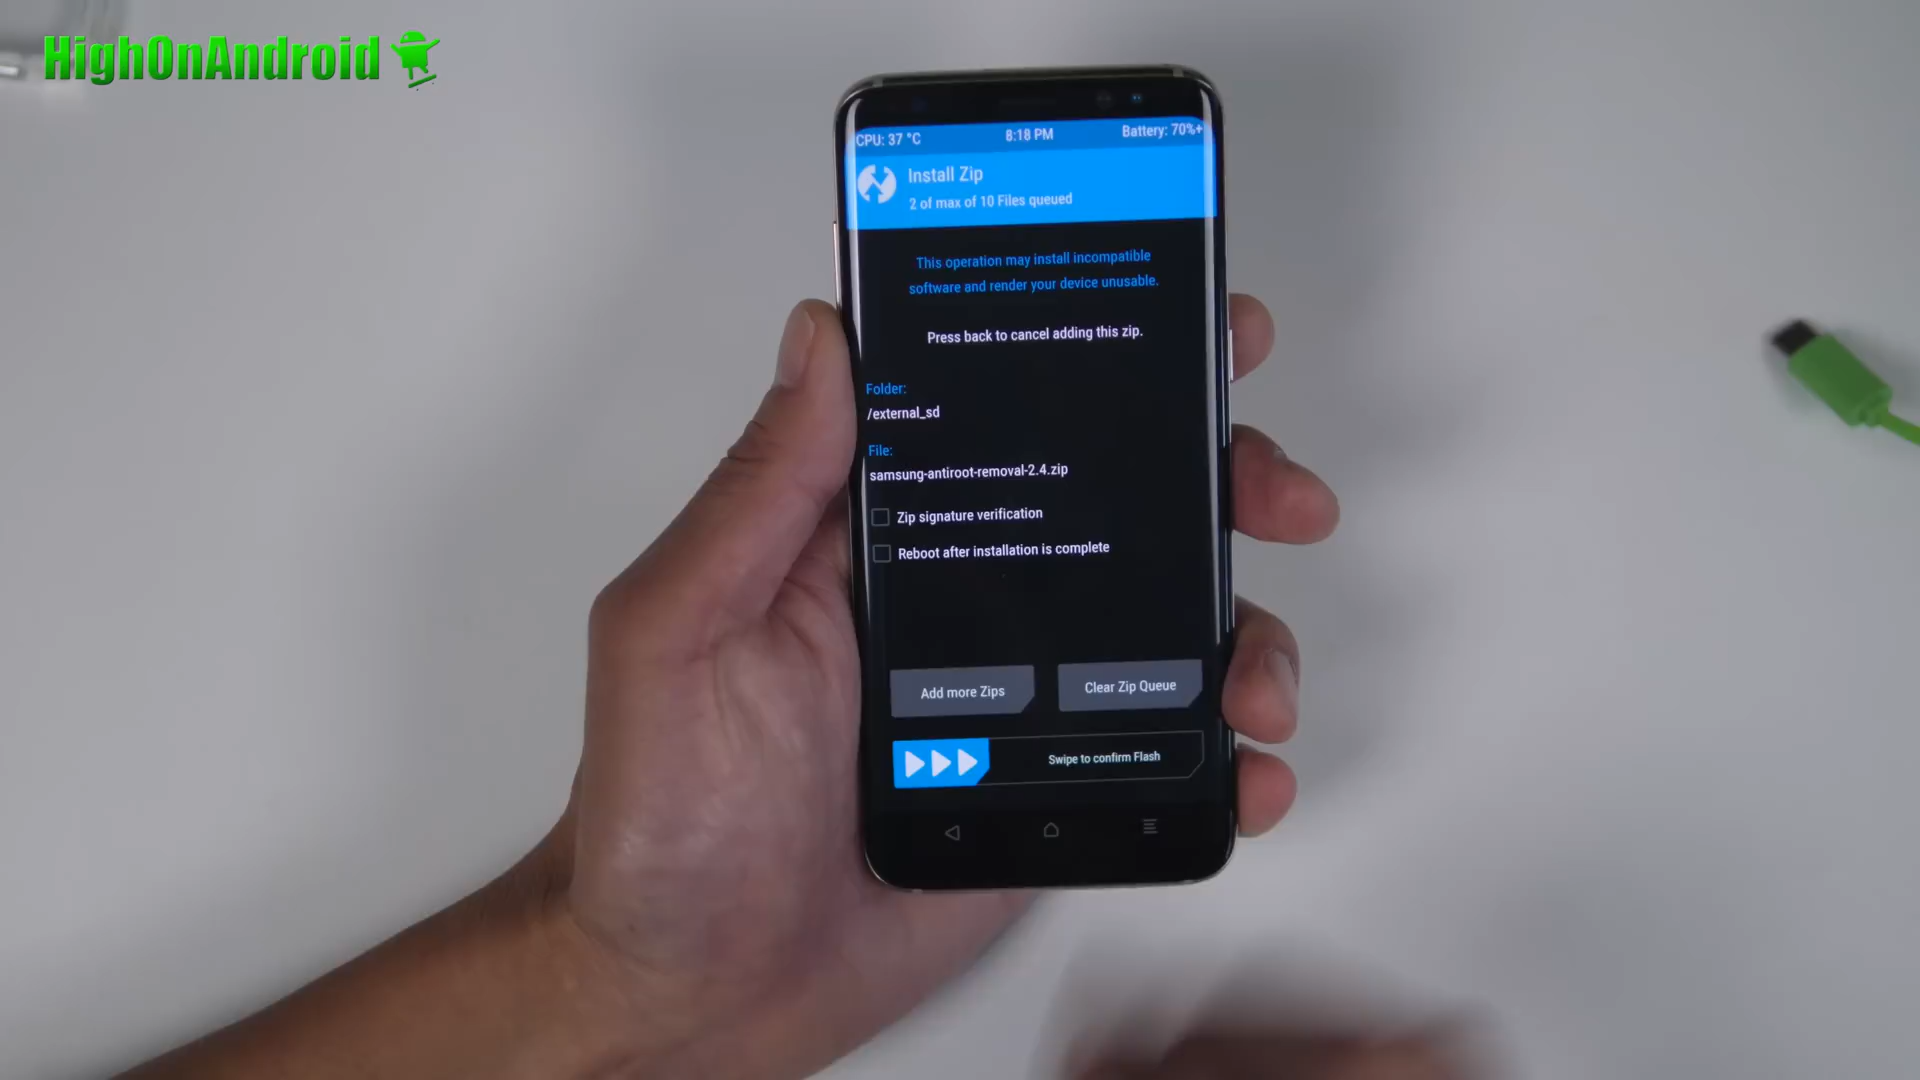 HighOnAndroid
CPU: 37 °C
8:18 PM
Battery: 70%+
Install Zip
2 of max of 10 Files queued
This operation may install incompatible
software and render your device unusable.
Press back to cancel adding this zip.
Folder:
/external_sd
File:
samsung-antiroot-removal-2.4.zip
Zip signature verification
Reboot after installation is complete
Add more Zips
Clear Zip Queue
Swipe to confirm Flash